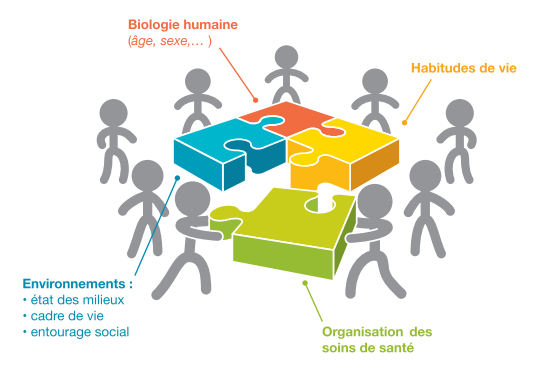 Biologie humaine
(âge, sexe,… )
Habitudes de vie
Environnements :
• état des milieux
• cadre de vie
• entourage social
Organisation des
soins de santé